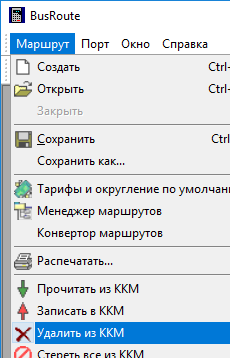 BusRoute
Маршрут Порт Окно Справка
Создать Ctrl-
Открыть Ctrl-
Закрыть
Сохранить Ctrl
Сохранить как...
Тарифы и округление по умолчан
Менеджер маршрутов
Конвертор маршрутов
Распечатать...
Прочитать из ККМ
Записать в ККМ
Удалить из ККМ
Стереть все из ККМ